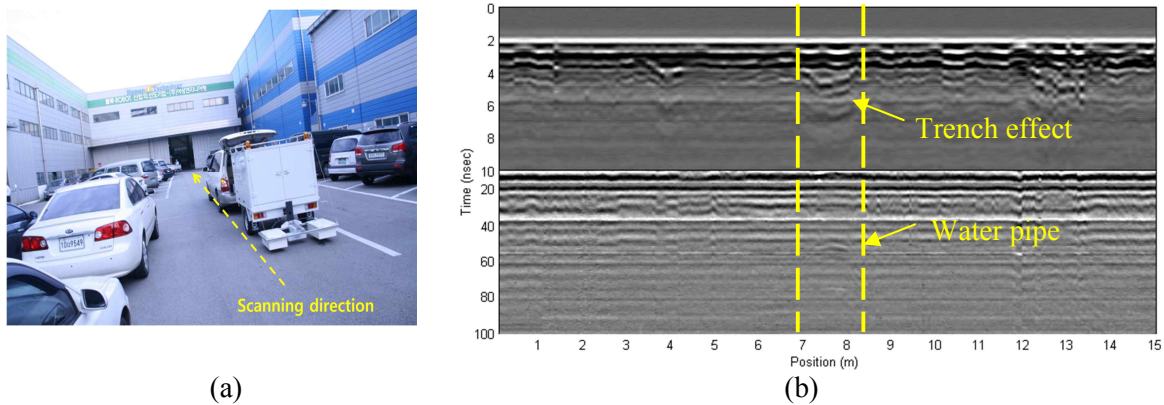 Scanning direction
(a)
0
2
4
6
8
10
20
40
60
80
100
Time (nsec)
1 2 3 4 5 6 7 8 9 10 11 12 13 14 15
Position (m)
Trench effect
Water pipe
(b)